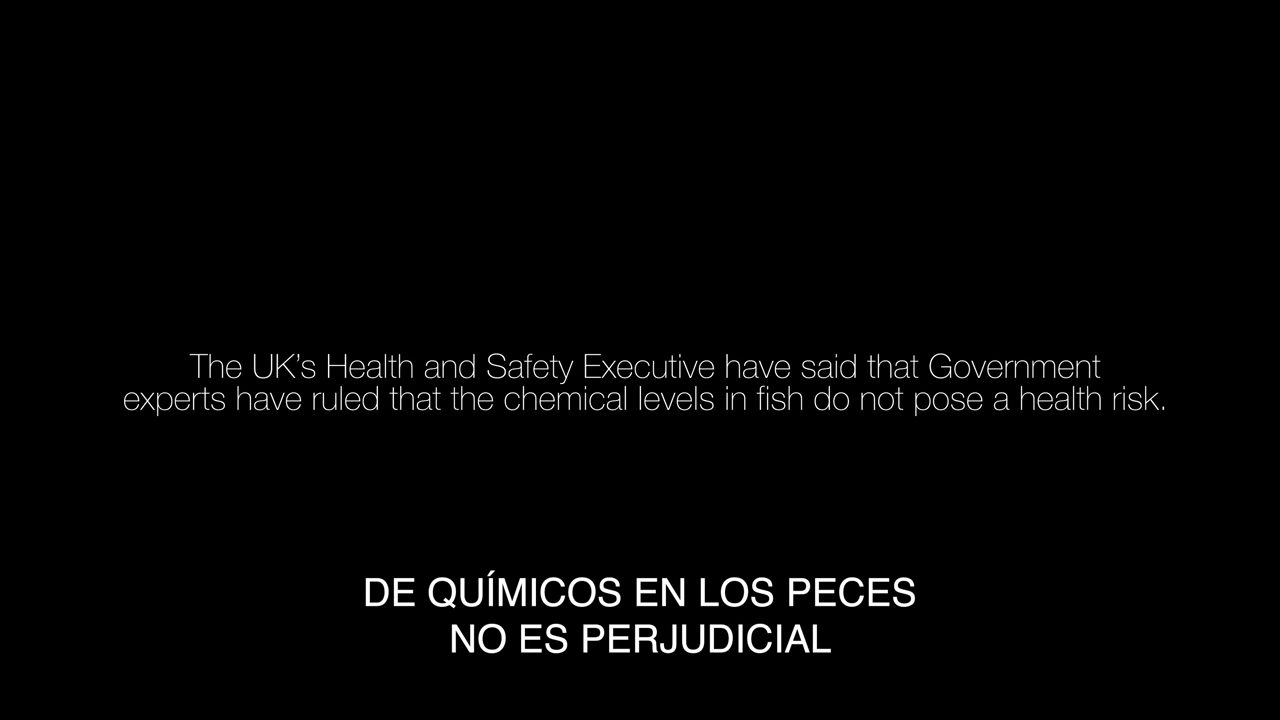 The UK’s Health and Safety Executive have said that Government
experts have ruled that the chemical levels in fish do not pose a health risk.
DE QUÍMICOS EN LOS PECES
NO ES PERJUDICIAL